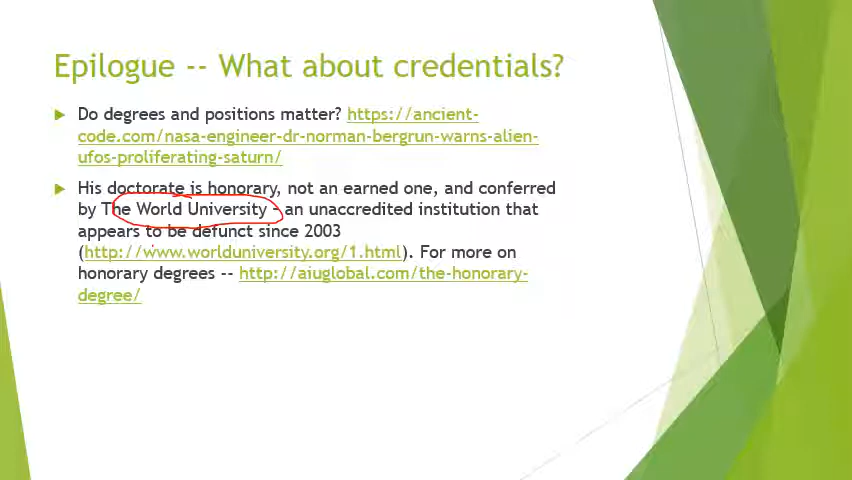 Epilogue -- What about credentials?
Do degrees and positions matter? https://ancient-
code.com/nasa-engineer-dr-norman-bergrun-warns-alien-
ufos-proliferating-saturn/
His doctorate is honorary, not an earned one, and conferred
by The World University - an unaccredited institution that
appears to be defunct since 2003
(http://www.worlduniversity.org/1.html). For more on
honorary degrees -- http://aiuglobal.com/the-honorary-
degree/